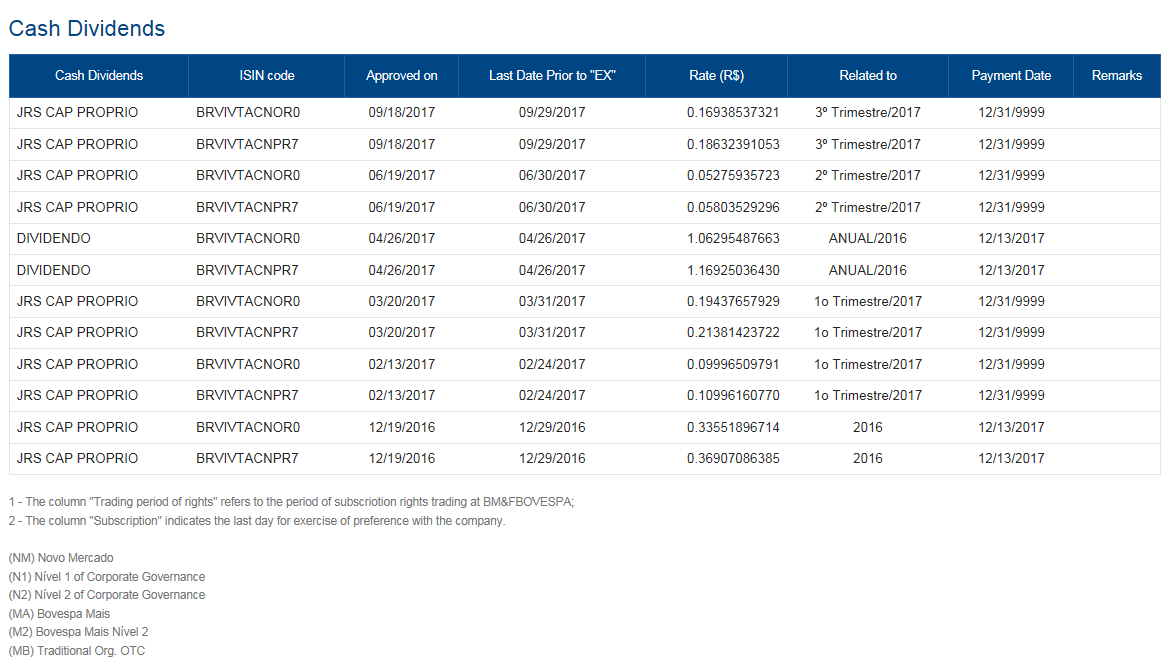 Cash Dividends
Cash Dividends ISIN code Approved on Last Date Prior to "EX" Rate (R$) Related to Payment Date Remarks
JRS CAP PROPRIO BRVIVTACNOR0 09/18/2017 09/29/2017 0.16938537321 3º Trimestre/2017 12/31/9999
JRS CAP PROPRIO BRVIVTACNPR7 09/18/2017 09/29/2017 0.18632391053 3º Trimestre/2017 12/31/9999
JRS CAP PROPRIO BRVIVTACNOR0 06/19/2017 06/30/2017 0.05275935723 2º Trimestre/2017 12/31/9999
JRS CAP PROPRIO BRVIVTACNPR7 06/19/2017 06/30/2017 0.05803529296 2º Trimestre/2017 12/31/9999
DIVIDENDO BRVIVTACNOR0 04/26/2017 04/26/2017 1.06295487663 ANUAL/2016 12/13/2017
DIVIDENDO BRVIVTACNPR7 04/26/2017 04/26/2017 1.16925036430 ANUAL/2016 12/13/2017
JRS CAP PROPRIO BRVIVTACNOR0 03/20/2017 03/31/2017 0.19437657929 1o Trimestre/2017 12/31/9999
JRS CAP PROPRIO BRVIVTACNPR7 03/20/2017 03/31/2017 0.21381423722 1o Trimestre/2017 12/31/9999
JRS CAP PROPRIO BRVIVTACNOR0 02/13/2017 02/24/2017 0.09996509791 1o Trimestre/2017 12/31/9999
JRS CAP PROPRIO BRVIVTACNPR7 02/13/2017 02/24/2017 0.10996160770 1o Trimestre/2017 12/31/9999
JRS CAP PROPRIO BRVIVTACNOR0 12/19/2016 12/29/2016 0.33551896714 2016 12/13/2017
JRS CAP PROPRIO BRVIVTACNPR7 12/19/2016 12/29/2016 0.36907086385 2016 12/13/2017
1 - The column "Trading period of rights" refers to the period of subscriotion rights trading at BM&FBOVESPA;
2 - The column "Subscription" indicates the last day for exercise of preference with the company.
(NM) Novo Mercado
(N1) Nível 1 of Corporate Governance
(N2) Nível 2 of Corporate Governance
(MA) Bovespa Mais
(M2) Bovespa Mais Nível 2
(MB) Traditional Org. OTC